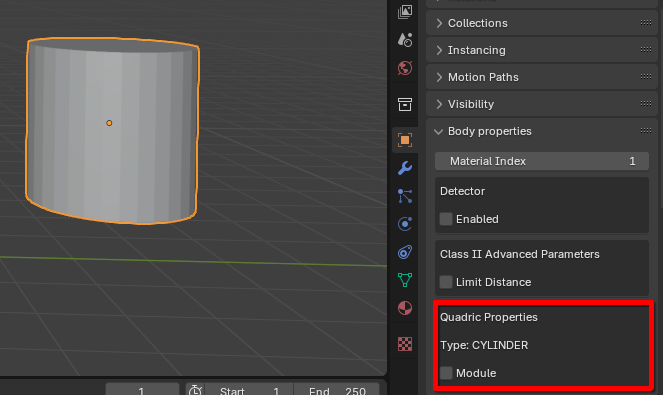 Collections
Instancing
Motion Paths
Visibility
Body properties
Material Index 1
Detector
Enabled
Class II Advanced Parameters
Limit Distance
Quadric Properties
Type: CYLINDER
Module
1 Start 1 End 250